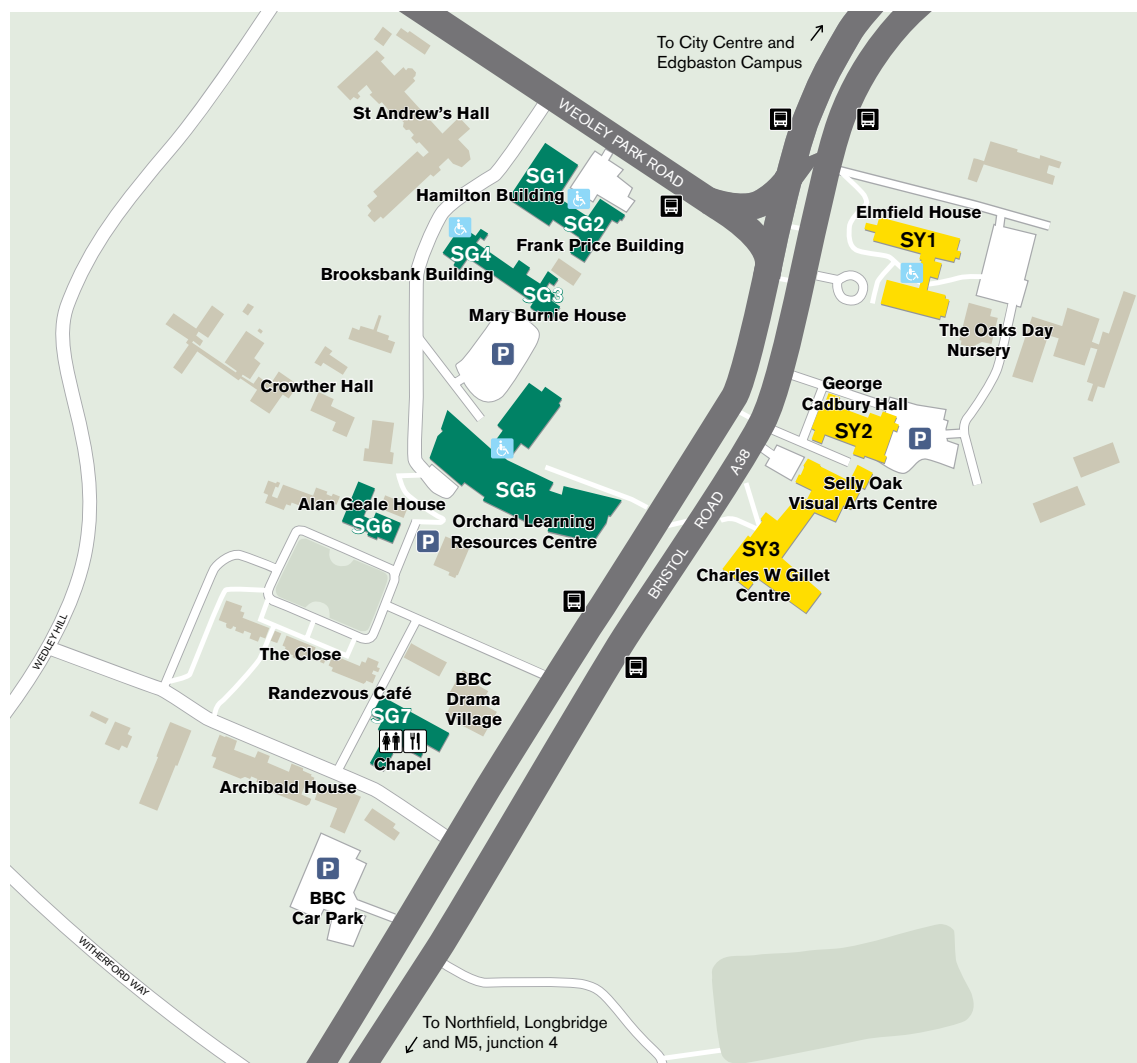 To City Centre and
Edgbaston Campus
WEOLEY PARK ROAD
St Andrew's Hall
SG1
Hamilton Building
SG2
Frank Price Building
SG4
Brooksbank Building
SG3
Mary Burnie House
P
Elmfield House
SY1
The Oaks Day
Nursery
Crowther Hall
George
Cadbury Hall
SY2
P
SG5
Orchard Learning
Resources Centre
Selly Oak
Visual Arts Centre
SY3
Charles W Gillet
Centre
BRISTOL ROAD A38
Alan Geale House
SG6
P
WEDLEY HILL
The Close
Randezvous Café
SG7
Chapel
BBC
Drama
Village
Archibald House
P
BBC
Car Park
WITHERFORD WAY
To Northfield, Longbridge
and M5, junction 4